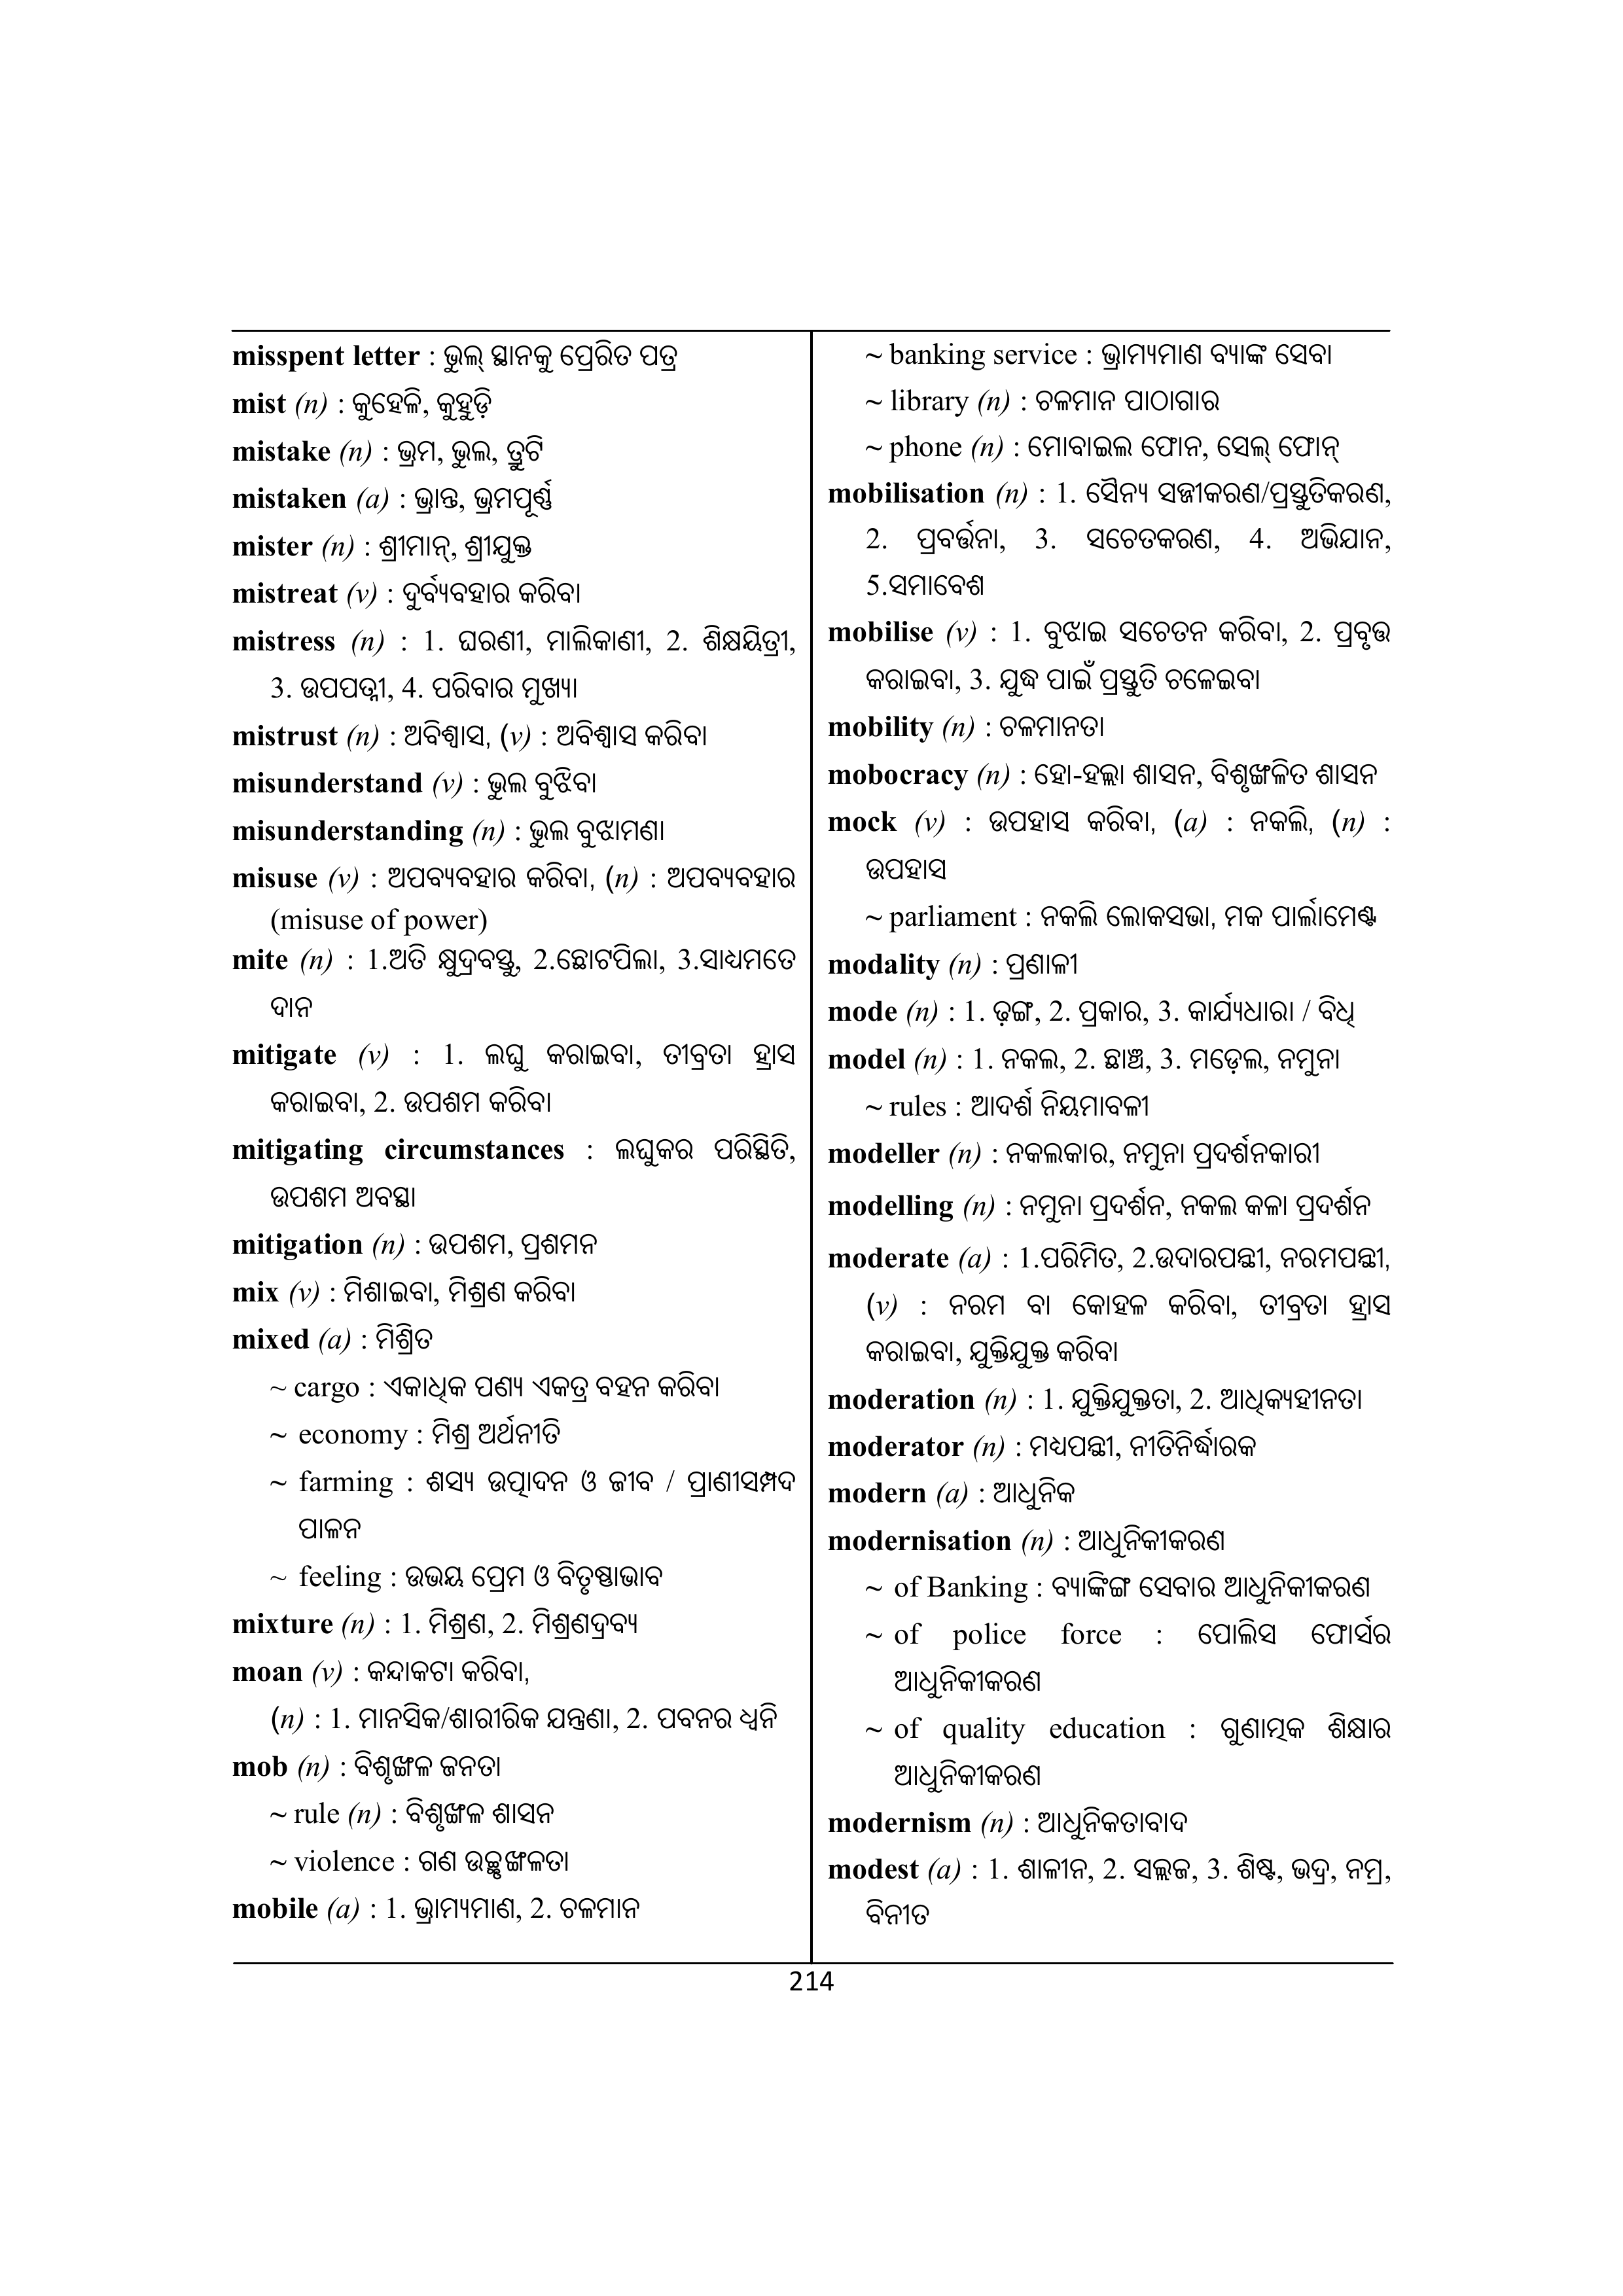 misspent letter : ଭୁଲ୍ ସ୍ଥାନକୁ ପ୍ରେରିତ ପତ୍ର
mist (n) : କୁହେଳି, କୁହୁଡ଼ି
mistake (n) : ଭ୍ରମ, ଭୁଲ, ତ୍ରୁଟି
mistaken (a) : ଭ୍ରାନ୍ତ, ଭ୍ରମପୂର୍ଣ୍ଣ
mister (n) : ଶ୍ରୀମାନ୍, ଶ୍ରୀଯୁକ୍ତ
mistreat (v) : ଦୁର୍ବ୍ୟବହାର କରିବା
mistress (n) : 1. ଘରଣୀ, ମାଲିକାଣୀ, 2. ଶିକ୍ଷୟିତ୍ରୀ,
3. ଉପପତ୍ନୀ, 4. ପରିବାର ମୁଖ୍ୟା
mistrust (n) : ଅବିଶ୍ୱାସ, (v) : ଅବିଶ୍ୱାସ କରିବା
misunderstand (v) : ଭୁଲ ବୁଝିବା
misunderstanding (n) : ଭୁଲ ବୁଝାମଣା
misuse (v) : ଅପବ୍ୟବହାର କରିବା, (n) : ଅପବ୍ୟବହାର
(misuse of power)
mite (n) : 1.ଅତି କ୍ଷୁଦ୍ରବସ୍ତୁ, 2.ଛୋଟପିଲା, 3.ସାଧ୍ୟମତେ
ଦାନ
mitigate (v) : 1. ଲଘୁ କରାଇବା, ତୀବ୍ରତା ହ୍ରାସ
କରାଇବା, 2. ଉପଶମ କରିବା
mitigating circumstances : ଲଘୁକର ପରିସ୍ଥିତି,
ଉପଶମ ଅବସ୍ଥା
mitigation (n) : ଉପଶମ, ପ୍ରଶମନ
mix (v) : ମିଶାଇବା, ମିଶ୍ରଣ କରିବା
mixed (a) : ମିଶ୍ରିତ
~ cargo : ଏକାଧିକ ପଣ୍ୟ ଏକତ୍ର ବହନ କରିବା
~ economy : ମିଶ୍ର ଅର୍ଥନୀତି
~ farming : ଶସ୍ୟ ଉତ୍ପାଦନ ଓ ଜୀବ / ପ୍ରାଣୀସମ୍ପଦ
ପାଳନ
~ feeling : ଉଭୟ ପ୍ରେମ ଓ ବିତୃଷ୍ଣାଭାବ
mixture (n) : 1. ମିଶ୍ରଣ, 2. ମିଶ୍ରଣଦ୍ରବ୍ୟ
moan (v) : କନ୍ଦାକଟା କରିବା,
(n) : 1. ମାନସିକ/ଶାରୀରିକ ଯନ୍ତ୍ରଣା, 2. ପବନର ଧ୍ୱନି
mob (n) : ବିଶୃଙ୍ଖଳ ଜନତା
~ rule (n) : ବିଶୃଙ୍ଖଳ ଶାସନ
~ violence : ଗଣ ଉଚ୍ଛୃଙ୍ଖଳତା
mobile (a) : 1. ଭ୍ରାମ୍ୟମାଣ, 2. ଚଳମାନ
~ banking service : ଭ୍ରାମ୍ୟମାଣ ବ୍ୟାଙ୍କ ସେବା
~ library (n) : ଚଳମାନ ପାଠାଗାର
~ phone (n) : ମୋବାଇଲ ଫୋନ, ସେଲ୍ ଫୋନ୍
mobilisation (n) : 1. ସୈନ୍ୟ ସଜ୍ଜୀକରଣ/ପ୍ରସ୍ତୁତିକରଣ,
2. ପ୍ରବର୍ତ୍ତନା, 3. ସଚେତକରଣ, 4. ଅଭିଯାନ,
5.ସମାବେଶ
mobilise (v) : 1. ବୁଝାଇ ସଚେତନ କରିବା, 2. ପ୍ରବୃତ୍ତ
କରାଇବା, 3. ଯୁଦ୍ଧ ପାଇଁ ପ୍ରସ୍ତୁତି ଚଳେଇବା
mobility (n) : ଚଳମାନତା
mobocracy (n) : ହୋ-ହଲ୍ଲା ଶାସନ, ବିଶୃଙ୍ଖଳିତ ଶାସନ
mock (v) : ଉପହାସ କରିବା, (a) : ନକଲି, (n) :
ଉପହାସ
~ parliament : ନକଲି ଲୋକସଭା, ମକ ପାର୍ଲାମେଣ୍ଟ
modality (n) : ପ୍ରଣାଳୀ
mode (n) : 1. ଢ଼ଙ୍ଗ, 2. ପ୍ରକାର, 3. କାର୍ଯ୍ୟଧାରା / ବିଧି
model (n) : 1. ନକଲ, 2. ଛାଞ୍ଚ, 3. ମଡ଼େଲ, ନମୁନା
~ rules : ଆଦର୍ଶ ନିୟମାବଳୀ
modeller (n) : ନକଲକାର, ନମୁନା ପ୍ରଦର୍ଶନକାରୀ
modelling (n) : ନମୁନା ପ୍ରଦର୍ଶନ, ନକଲ କଳା ପ୍ରଦର୍ଶନ
moderate (a) : 1.ପରିମିତ, 2.ଉଦାରପନ୍ଥୀ, ନରମପନ୍ଥୀ,
(v) : ନରମ ବା କୋହଳ କରିବା, ତୀବ୍ରତା ହ୍ରାସ
କରାଇବା, ଯୁକ୍ତିଯୁକ୍ତ କରିବା
moderation (n) : 1. ଯୁକ୍ତିଯୁକ୍ତତା, 2. ଆଧିକ୍ୟହୀନତା
moderator (n) : ମଧ୍ୟପନ୍ଥୀ, ନୀତିନିର୍ଦ୍ଧାରକ
modern (a) : ଆଧୁନିକ
modernisation (n) : ଆଧୁନିକୀକରଣ
~ of Banking : ବ୍ୟାଙ୍କିଙ୍ଗ ସେବାର ଆଧୁନିକୀକରଣ
~ of police force : ପୋଲିସ ଫୋର୍ସର
ଆଧୁନିକୀକରଣ
~ of quality education : ଗୁଣାତ୍ମକ ଶିକ୍ଷାର
ଆଧୁନିକୀକରଣ
modernism (n) : ଆଧୁନିକତାବାଦ
modest (a) : 1. ଶାଳୀନ, 2. ସଲ୍ଲଜ, 3. ଶିଷ୍ଟ, ଭଦ୍ର, ନମ୍ର,
ବିନୀତ
214